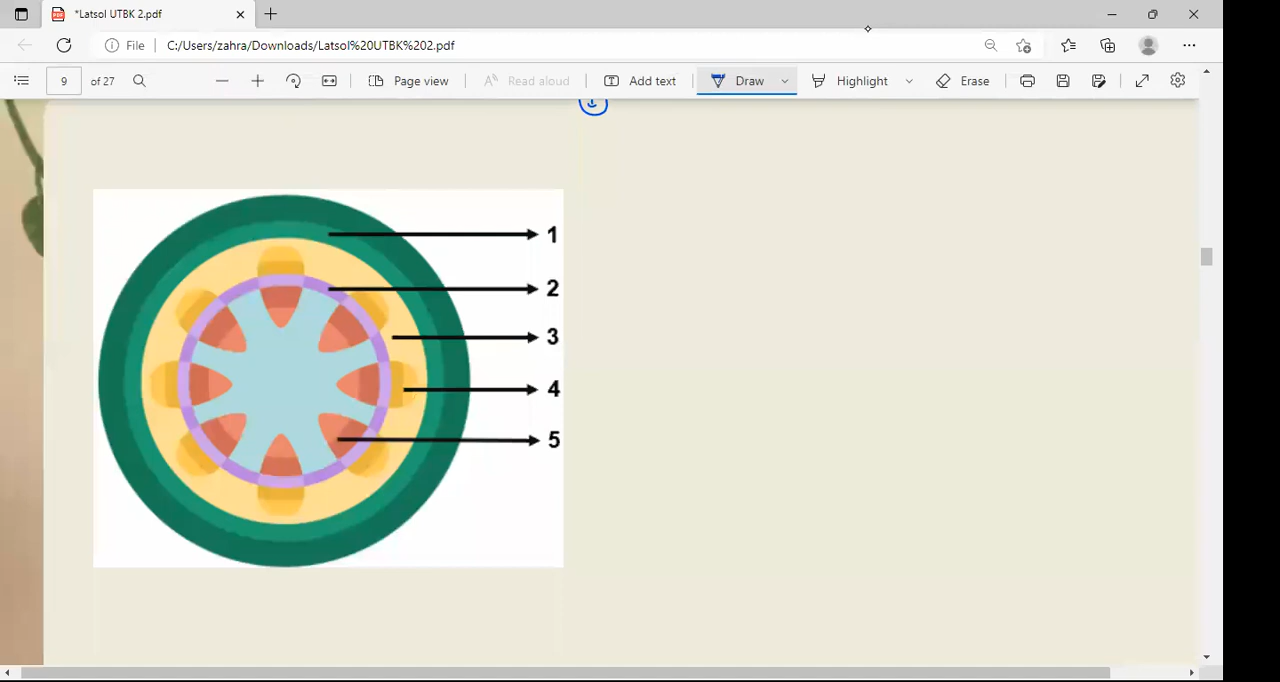 *Latsol UTBK 2.pdf
File C:/Users/zahra/Downloads/Latsol%20UTBK%202.pdf
9 of 27 Page view Read aloud Add text Draw Highlight Erase
1
2
3
4
5